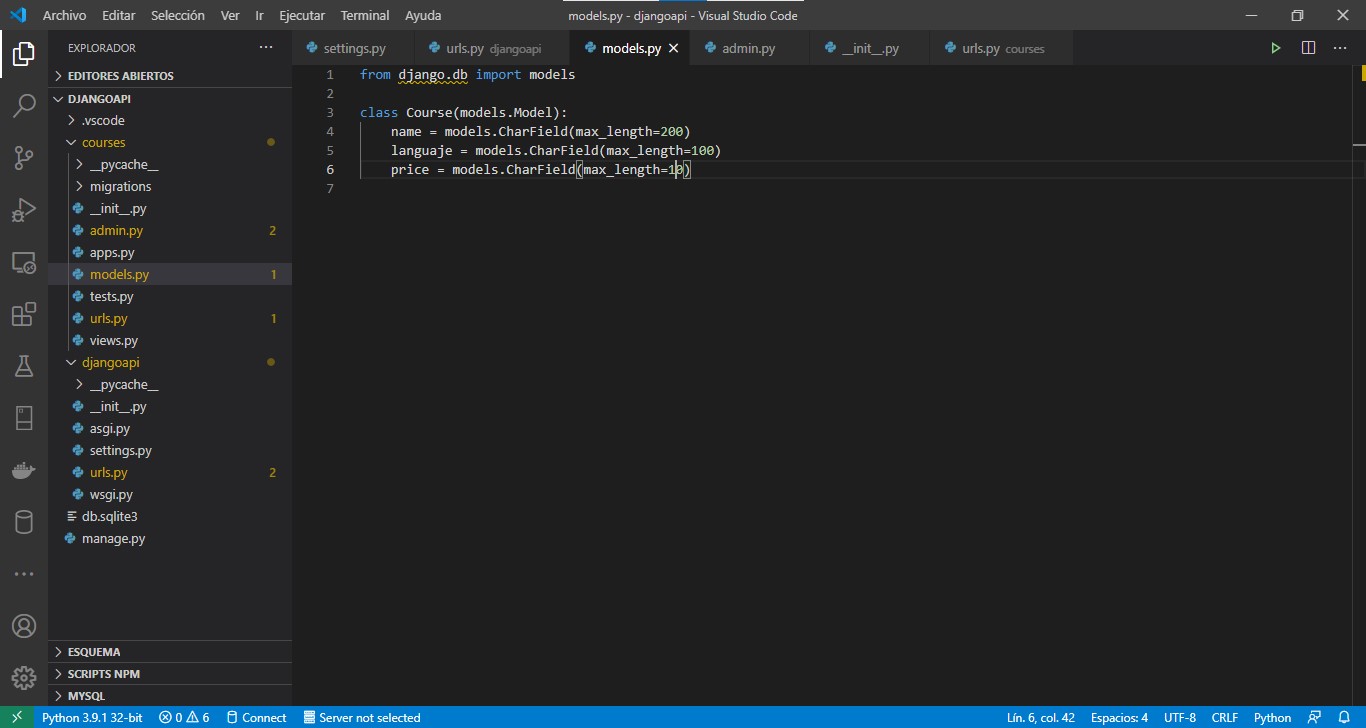 Archivo Editar Selección Ver Ir Ejecutar Terminal Ayuda models.py - djangoapi - Visual Studio Code
EXPLORADOR ···
EDITORES ABIERTOS
DJANGOAPI
.vscode
courses
__pycache__
migrations
__init__.py
admin.py 2
apps.py
models.py 1
tests.py
urls.py 1
views.py
djangoapi
__pycache__
__init__.py
asgi.py
settings.py
urls.py 2
wsgi.py
db.sqlite3
manage.py
ESQUEMA
SCRIPTS NPM
MYSQL
settings.py urls.py djangoapi models.py admin.py __init__.py urls.py courses
1 from django.db import models
2
3 class Course(models.Model):
4 name = models.CharField(max_length=200)
5 languaje = models.CharField(max_length=100)
6 price = models.CharField(max_length=10)
7
Python 3.9.1 32-bit 0 6 Connect Server not selected Lín. 6, col. 42 Espacios: 4 UTF-8 CRLF Python